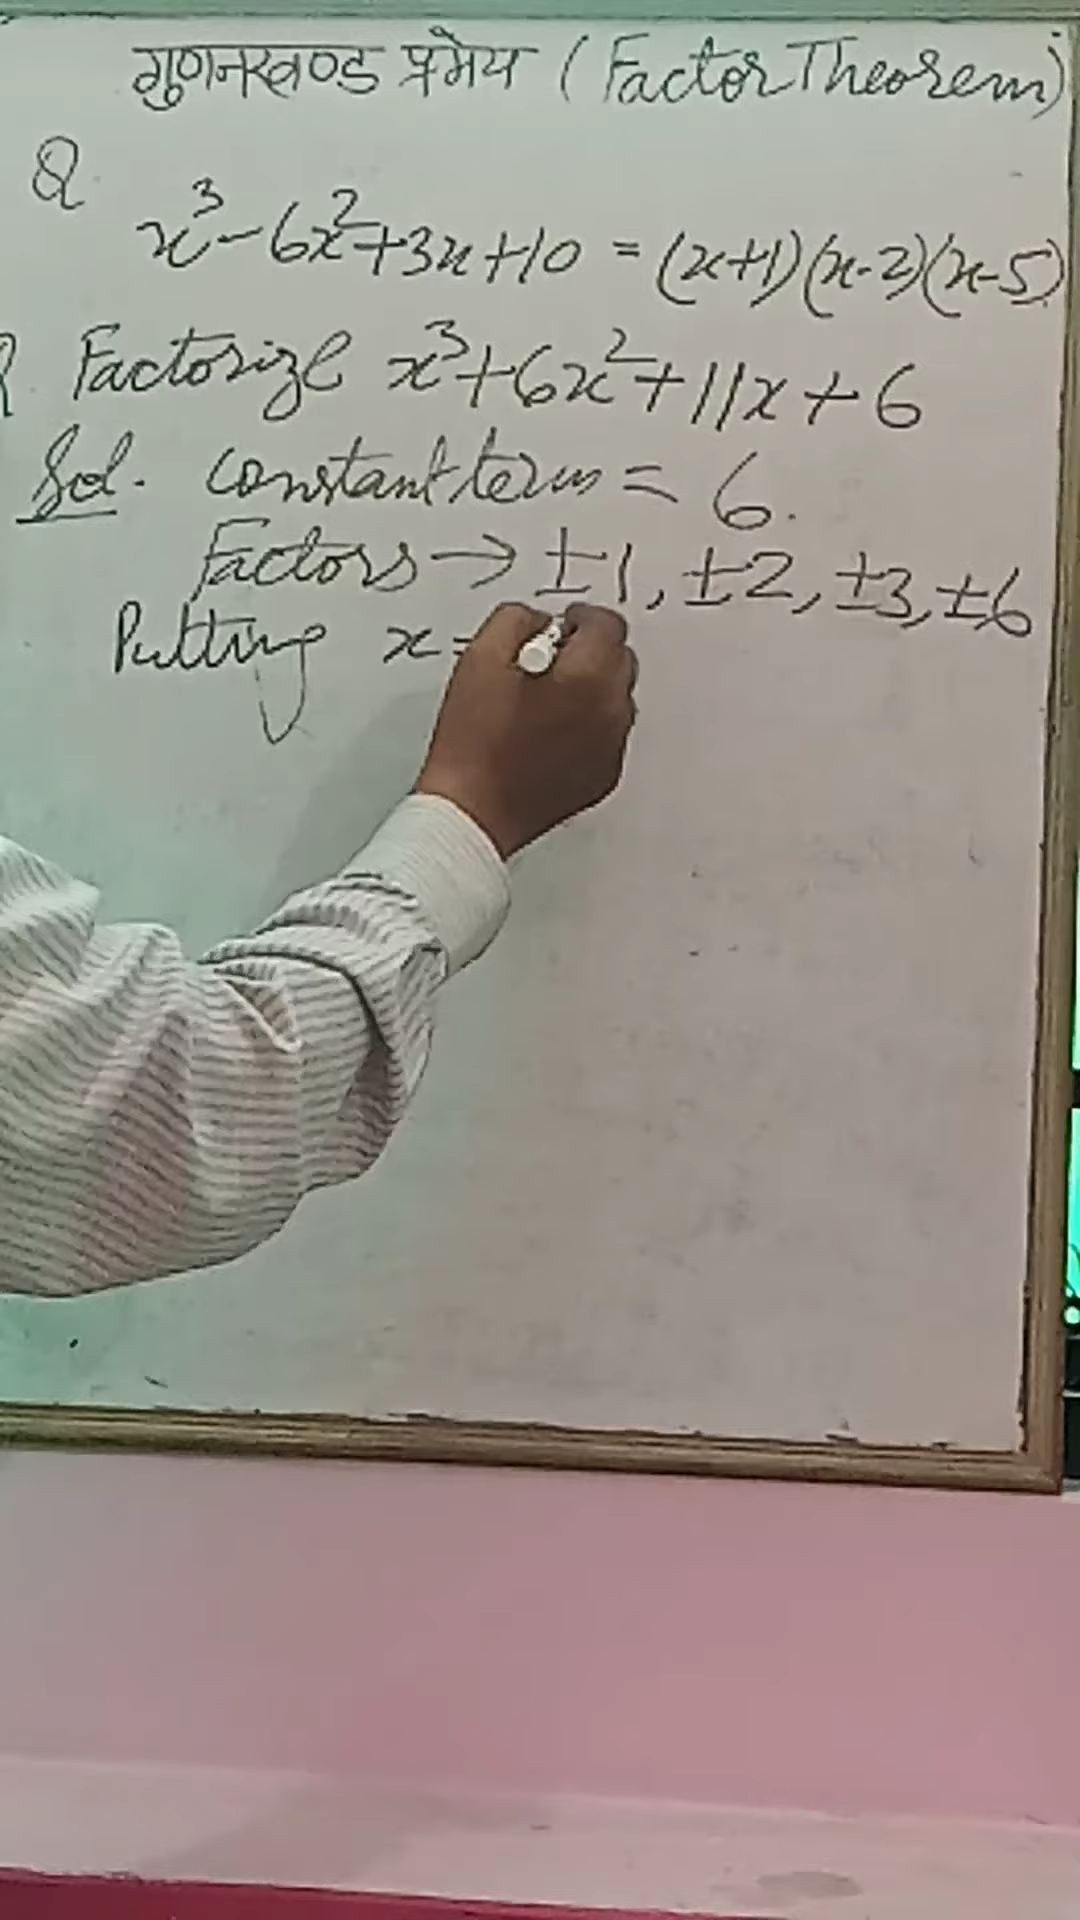 गुणनखण्ड प्रमेय (Factor Theorem)
Q. x³-6x²+3x+10 = (x+1)(x-2)(x-5)
Q Factorize x³+6x²+11x+6
Sol. constant term = 6.
Factors → ±1, ±2, ±3, ±6
Putting x=